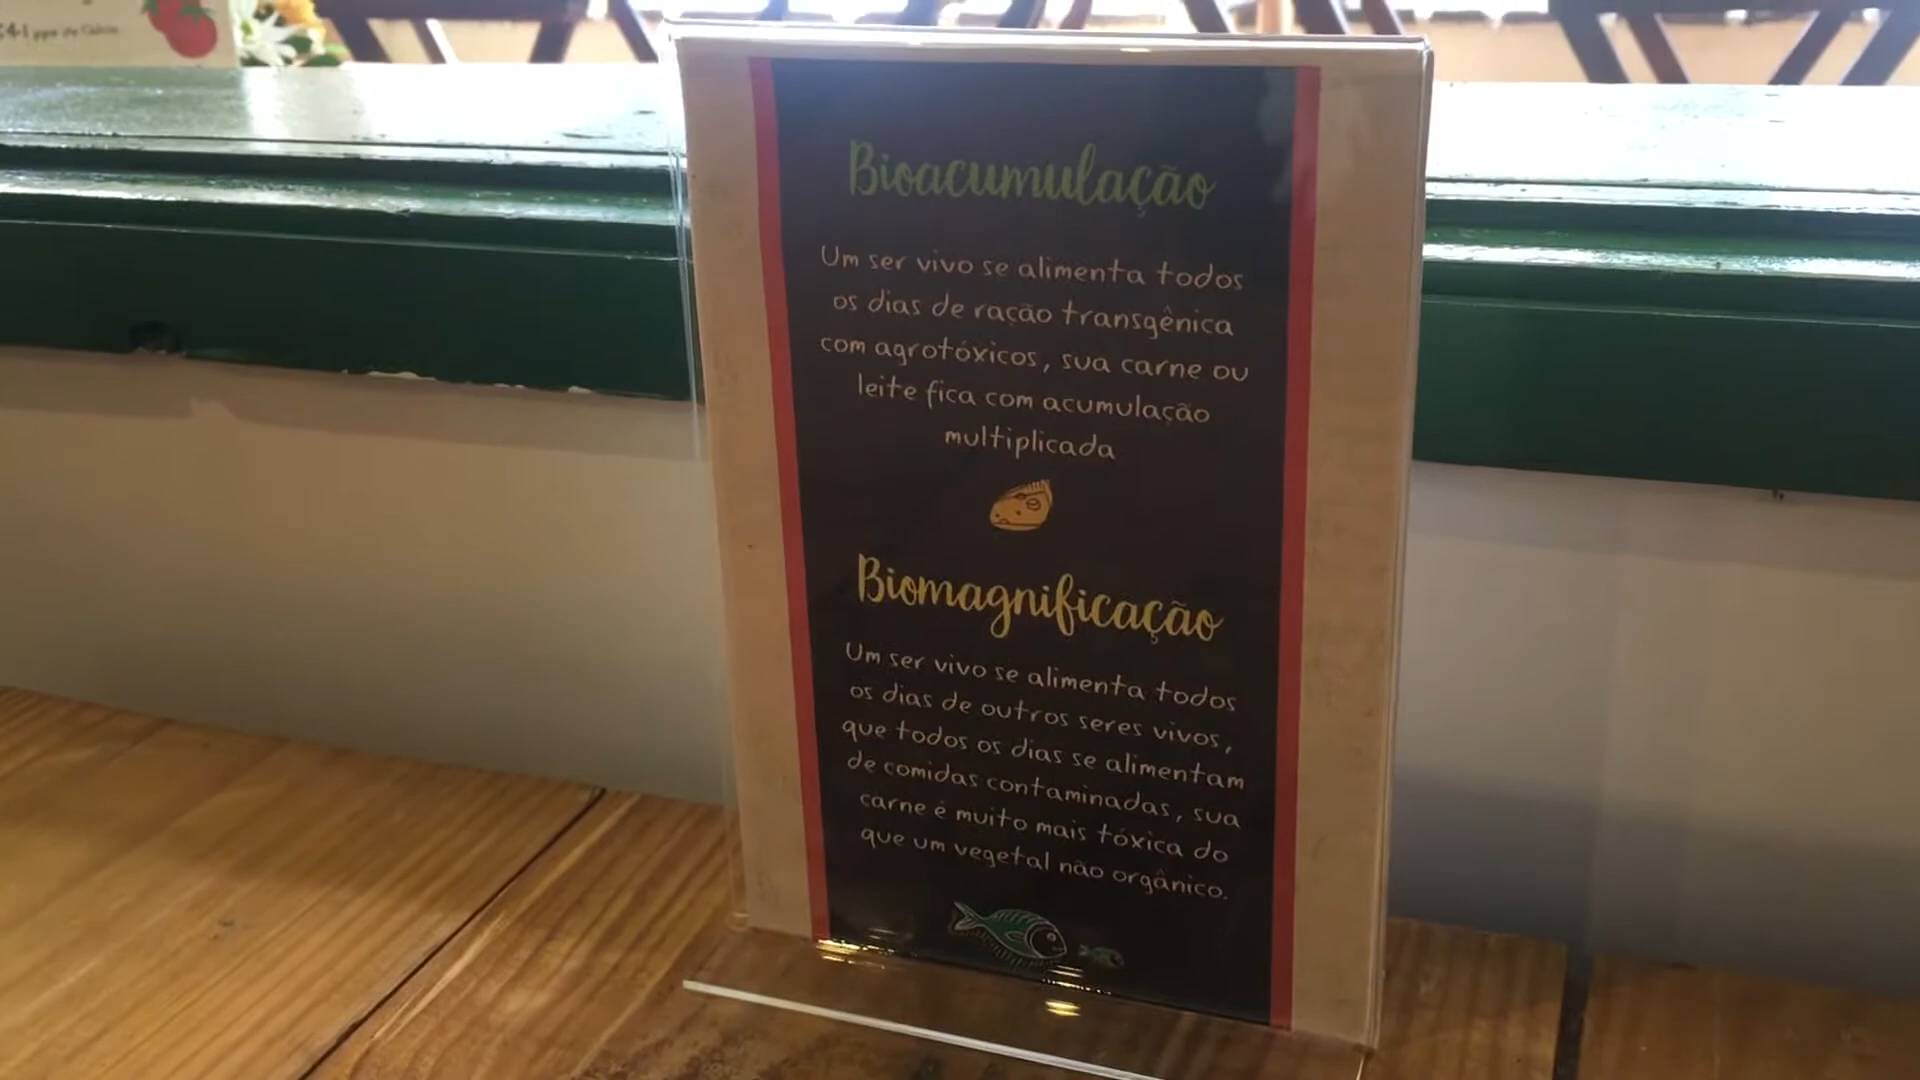 Bioacumulação
Um ser vivo se alimenta todos
os dias de ração transgênica
com agrotóxicos, sua carne ou
leite fica com acumulação
multiplicada
Biomagnificação
Um ser vivo se alimenta todos
os dias de outros seres vivos,
que todos os dias se alimentam
de comidas contaminadas, sua
carne é muito mais tóxica do
que um vegetal não orgânico.